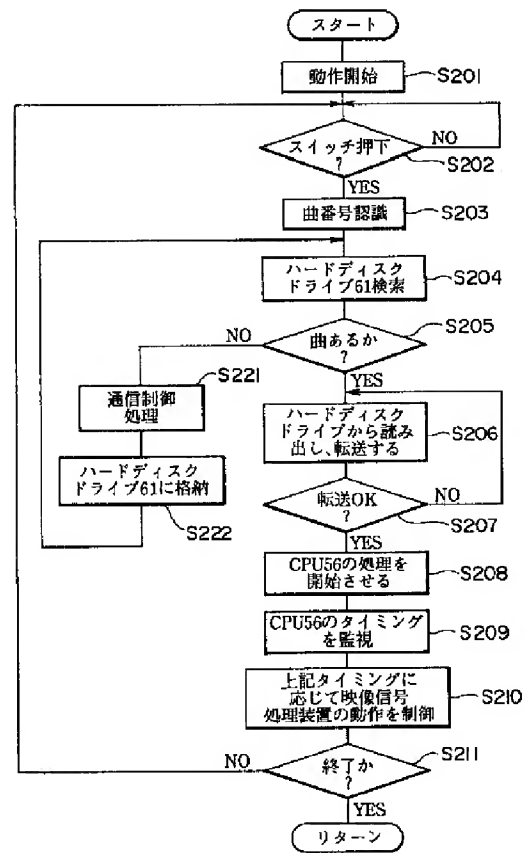 スタート
動作開始
S201
スイッチ押下
?
NO
S202
YES
曲番号認識
S203
ハードディスク
ドライブ61検索
S204
曲あるか
?
S205
NO
YES
通信制御
処理
S221
ハードディスク
ドライブ61に格納
S222
ハードディスク
ドライブから読み
出し、転送する
S206
転送OK
?
NO
S207
YES
CPU56の処理を
開始させる
S208
CPU56のタイミング
を監視
S209
上記タイミングに
応じて映像信号
処理装置の動作を制御
S210
終了か
?
S211
NO
YES
リターン